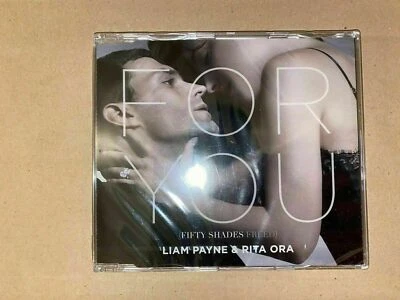 FOR
YOU
(FIFTY SHADES FREED)
LIAM PAYNE & RITA ORA